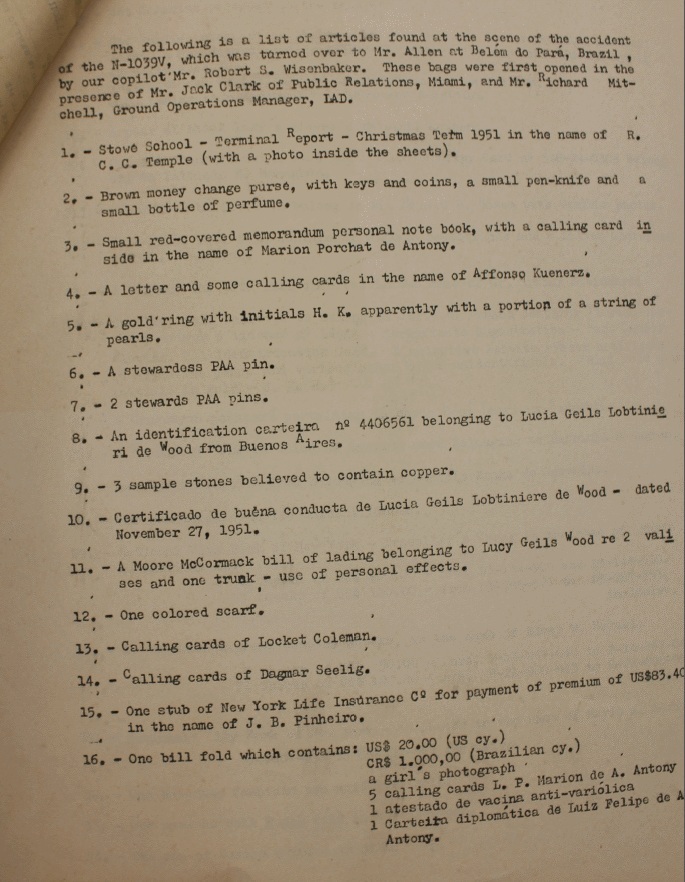 The following is a list of articles found at the scene of the accident
of the N-1039V, which was turned over to Mr. Allen at Belém do Pará, Brazil ,
by our copilot Mr. Robert S. Wisenbaker. These bags were first opened in the
presence of Mr. Jack Clark of Public Relations, Miami, and Mr. Richard Mit-
chell, Ground Operations Manager, LAD.
1. - Stowe School - Terminal Report - Christmas Term 1951 in the name of R.
C. C. Temple (with a photo inside the sheets).
2. - Brown money change purse, with keys and coins, a small pen-knife and a
small bottle of perfume.
3. - Small red-covered memorandum personal note book, with a calling card in
side in the name of Marion Porchat de Antony.
4. - A letter and some calling cards in the name of Affonso Kuenerz.
5. - A gold ring with initials H. K. apparently with a portion of a string of
pearls.
6. - A stewardess PAA pin.
7. - 2 stewards PAA pins.
8. - An identification carteira nº 4406561 belonging to Lucia Geils Lobtinie
ri de Wood from Buenos Aires.
9. - 3 sample stones believed to contain copper.
10. - Certificado de buena conducta de Lucia Geils Lobtiniere de Wood - dated
November 27, 1951.
11. - A Moore McCormack bill of lading belonging to Lucy Geils Wood re 2 vali
ses and one trunk - use of personal effects.
12. - One colored scarf.
13. - Calling cards of Locket Coleman.
14. - Calling cards of Dagmar Seelig.
15. - One stub of New York Life Insurance Cº for payment of premium of US$83.40
in the name of J. B. Pinheiro.
16. - One bill fold which contains: US$ 20.00 (US cy.)
CR$ 1.000,00 (Brazilian cy.)
a girl's photograph
5 calling cards L. P. Marion de A. Antony
1 atestado de vacina anti-variólica
1 Carteira diplomática de Luiz Felipe de A
Antony.